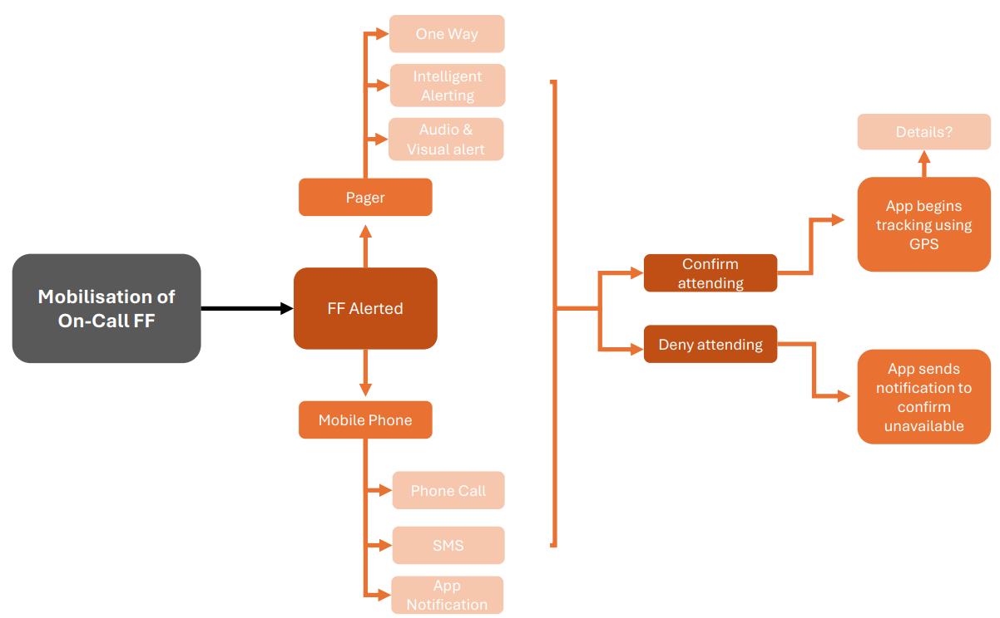 One Way
Intelligent
Alerting
Audio &
Visual alert
Pager
Mobilisation of
On-Call FF
FF Alerted
Mobile Phone
Phone Call
SMS
App
Notification
Confirm
attending
Deny attending
Details?
App begins
tracking using
GPS
App sends
notification to
confirm
unavailable